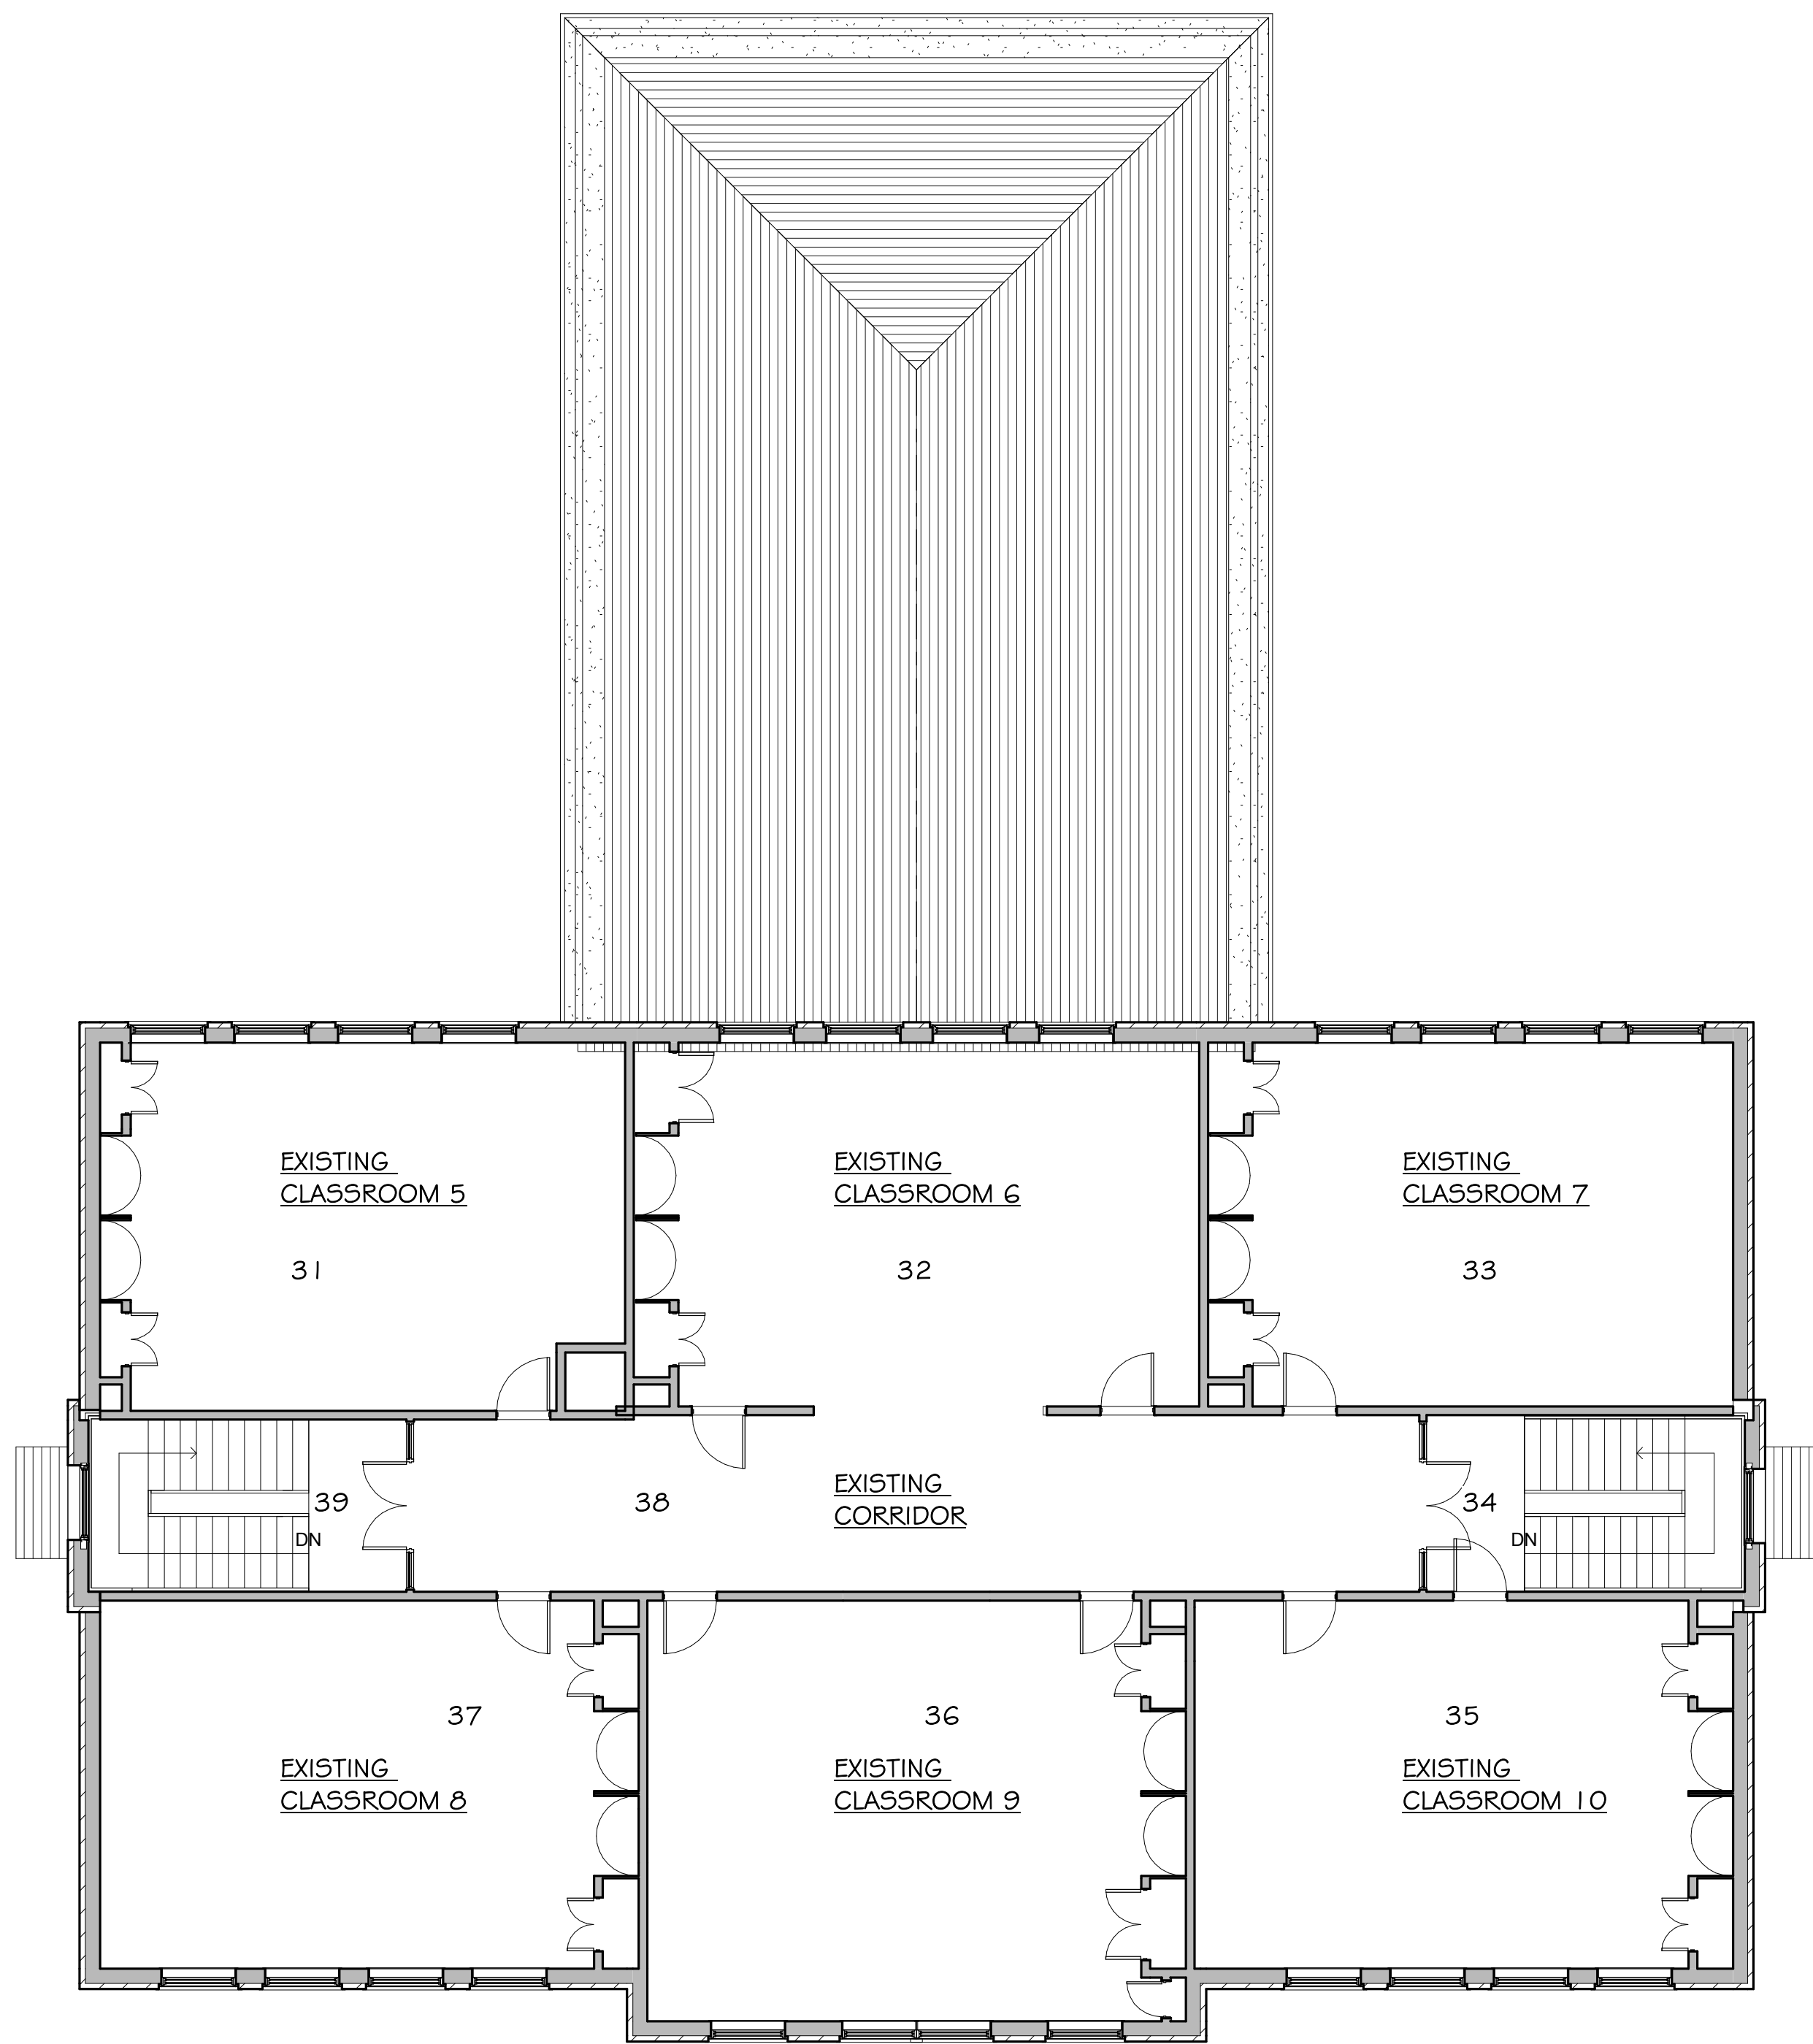 EXISTING
CLASSROOM 5
EXISTING
CLASSROOM 6
EXISTING
CLASSROOM 7
31
32
33
EXISTING
CORRIDOR
39
38
34
DN
DN
37
36
35
EXISTING
CLASSROOM 8
EXISTING
CLASSROOM 9
EXISTING
CLASSROOM 10